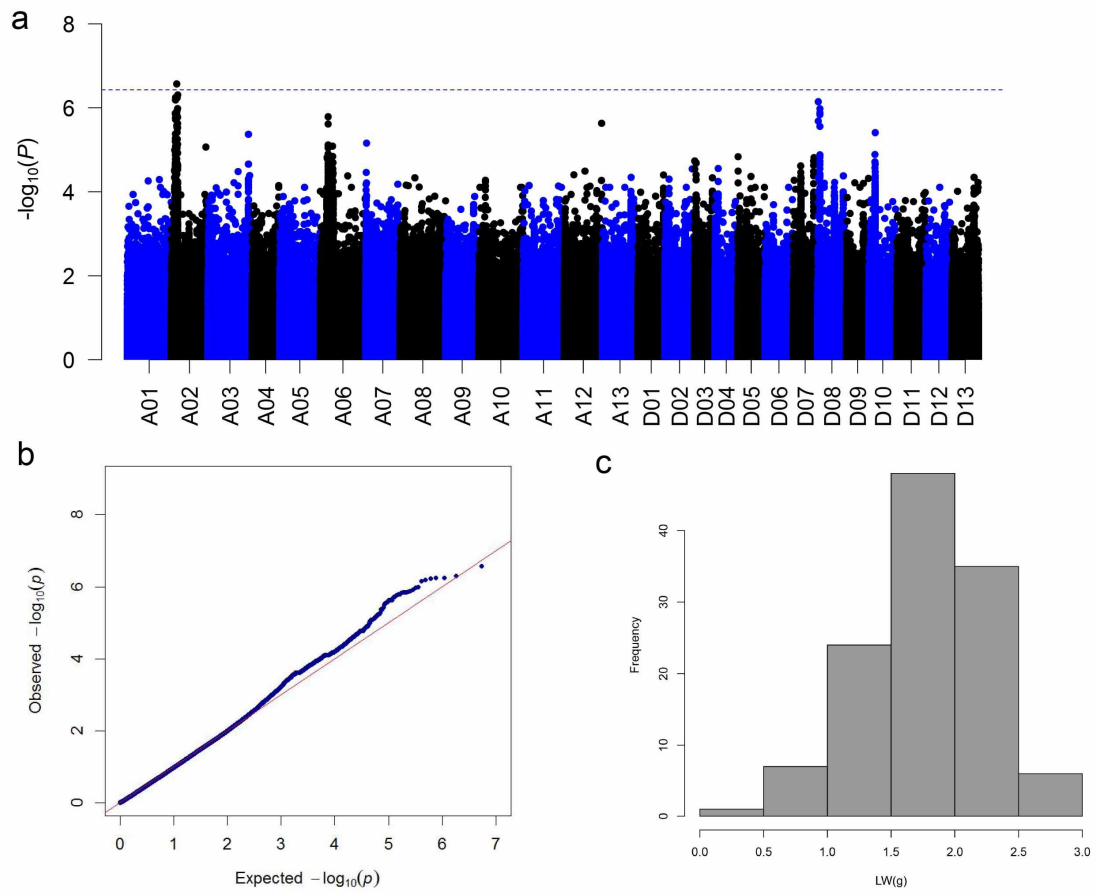 a
8
6
4
2
0
-log10(P)
A01 A02 A03 A04 A05 A06 A07 A08 A09 A10 A11 A12 A13 D01 D02 D03 D04 D05 D06 D07 D08 D09 D10 D11 D12 D13
b
8
6
4
2
0
Observed −log10(p)
0 1 2 3 4 5 6 7
Expected −log10(p)
c
40
30
20
10
0
Frequency
0.0 0.5 1.0 1.5 2.0 2.5 3.0
LW(g)